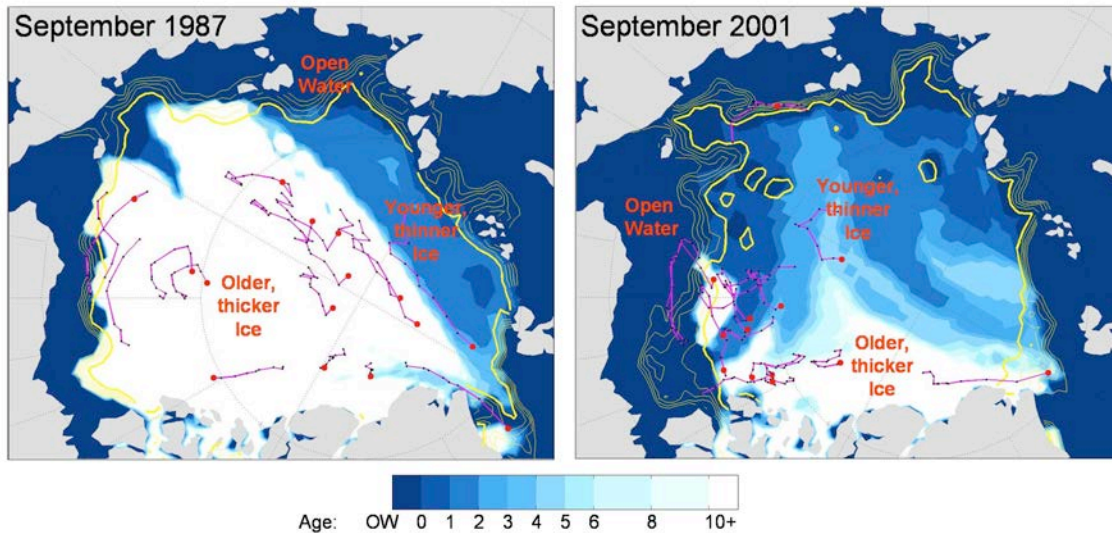 September 1987
Open
Water
Younger,
thinner
Ice
Older,
thicker
Ice
September 2001
Open
Water
Younger,
thinner
Ice
Older,
thicker
Ice
Age: OW 0 1 2 3 4 5 6 8 10+